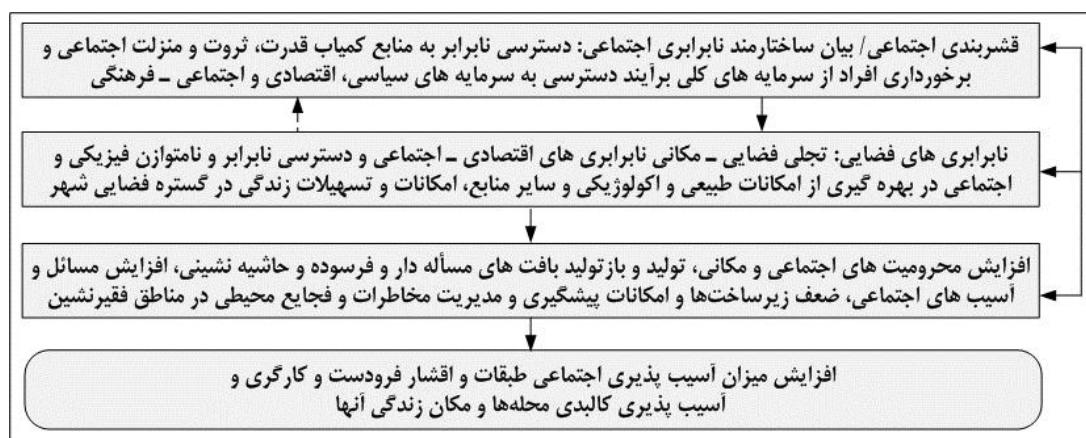 قشربندی اجتماعی/ بیان ساختارمند نابرابری اجتماعی: دسترسی نابرابر به منابع کمیاب قدرت، ثروت و منزلت اجتماعی و
برخورداری افراد از سرمایه های کلی برآیند دسترسی به سرمایه های سیاسی، اقتصادی و اجتماعی ـ فرهنگی
نابرابری های فضایی: تجلی فضایی ـ مکانی نابرابری های اقتصادی ـ اجتماعی و دسترسی نابرابر و نامتوازن فیزیکی و
اجتماعی در بهره گیری از امکانات طبیعی و اکولوژیکی و سایر منابع، امکانات و تسهیلات زندگی در گستره فضایی شهر
افزایش محرومیت های اجتماعی و مکانی، تولید و بازتولید بافت های مسأله دار و فرسوده و حاشیه نشینی، افزایش مسائل و
آسیب های اجتماعی، ضعف زیرساخت‌ها و امکانات پیشگیری و مدیریت مخاطرات و فجایع محیطی در مناطق فقیرنشین
افزایش میزان آسیب پذیری اجتماعی طبقات و اقشار فرودست و کارگری و
آسیب پذیری کالبدی محله‌ها و مکان زندگی آنها